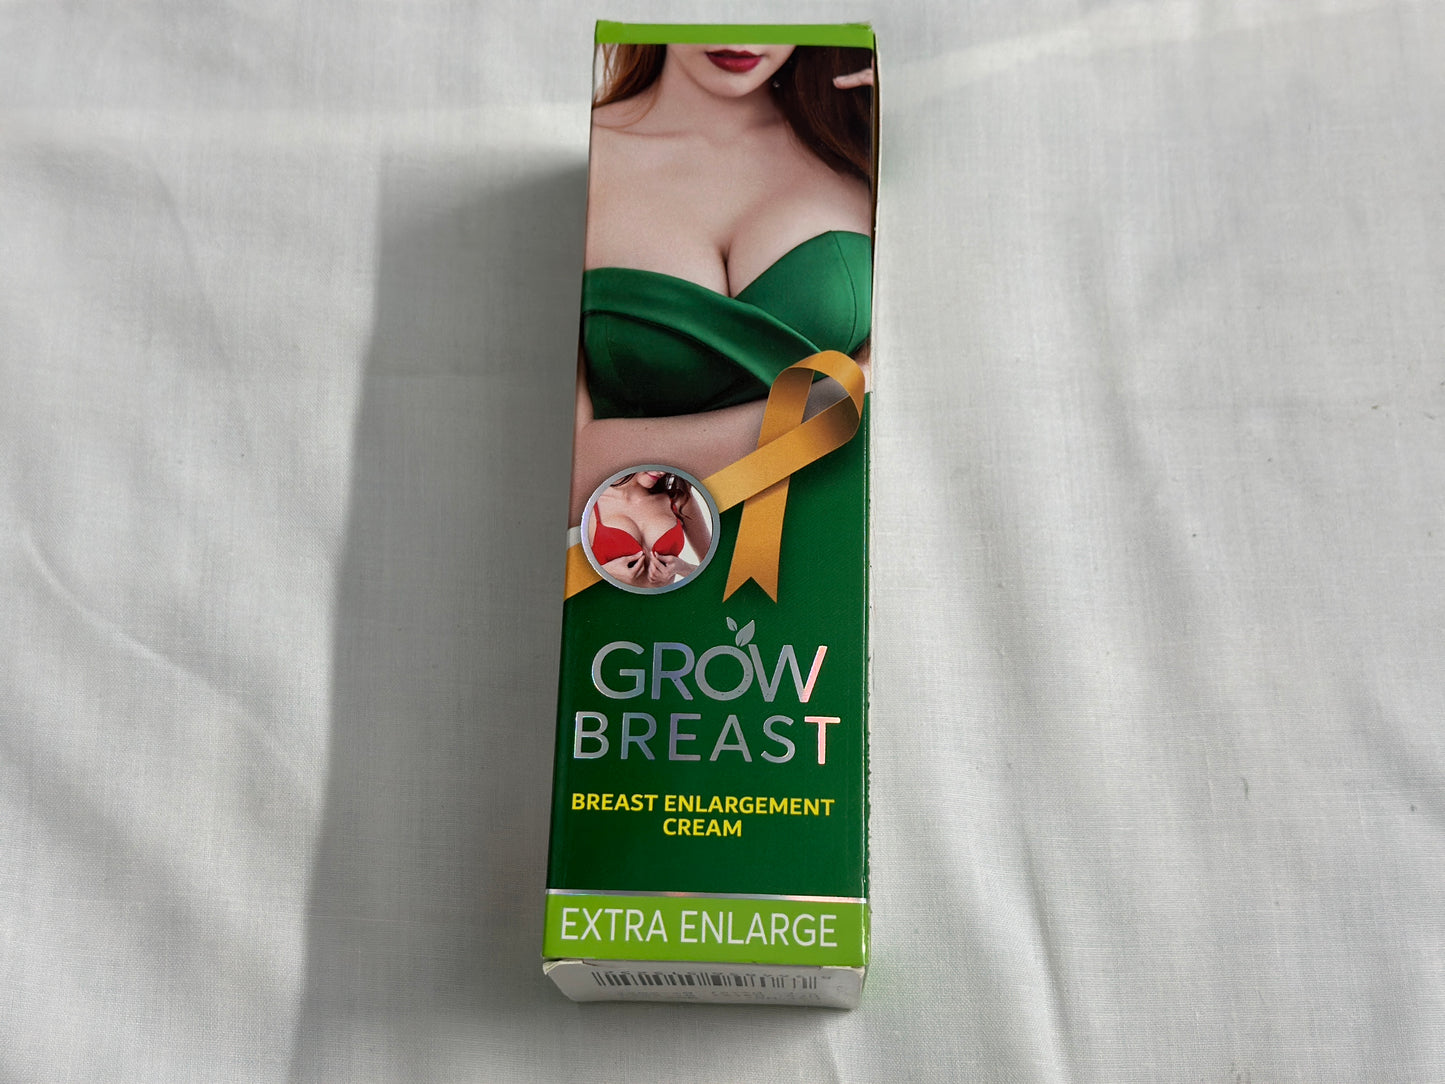 GROW
BREAST
BREAST ENLARGEMENT
CREAM
EXTRA ENLARGE